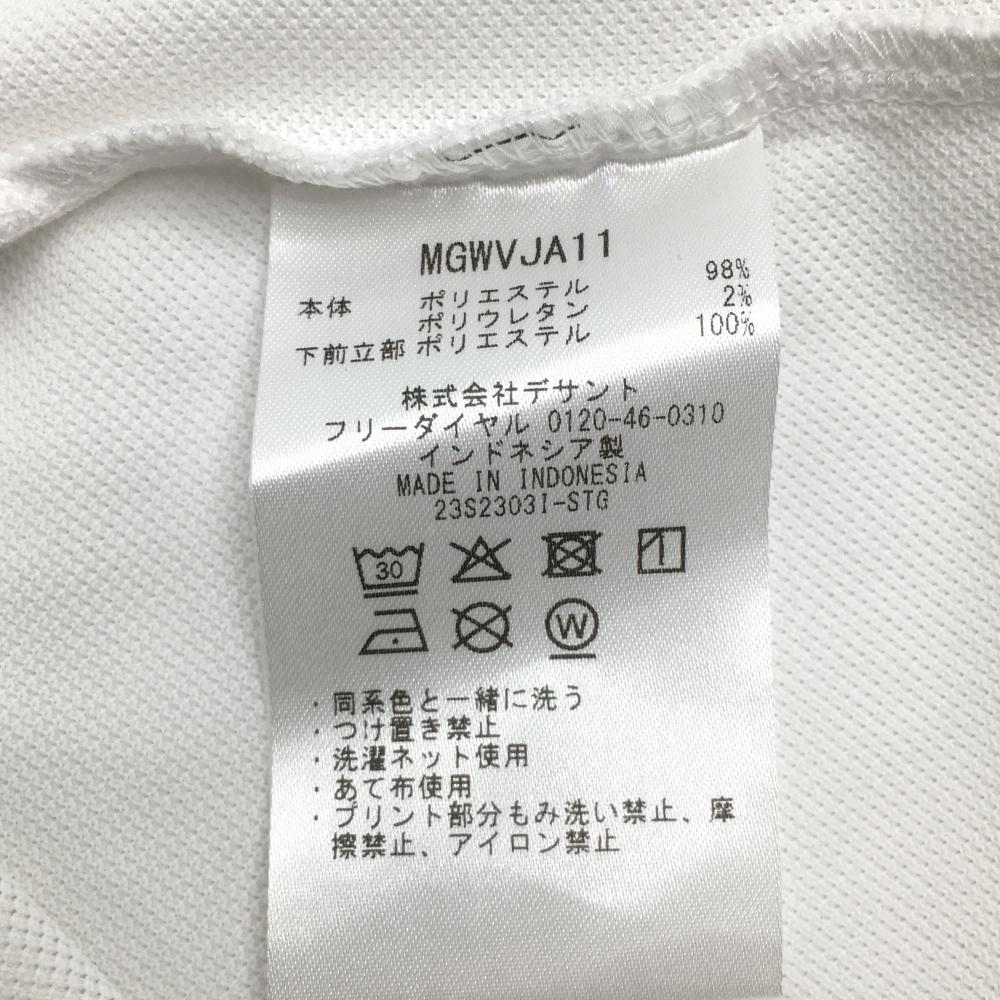 MGWVJA11
本体 ポリエステル 98%
ポリウレタン 2%
下前立部 ポリエステル 100%
株式会社デサント
フリーダイヤル 0120-46-0310
インドネシア製
MADE IN INDONESIA
23S2303I-STG
30
W
・同系色と一緒に洗う
・つけ置き禁止
・洗濯ネット使用
・あて布使用
・プリント部分もみ洗い禁止、摩
擦禁止、アイロン禁止